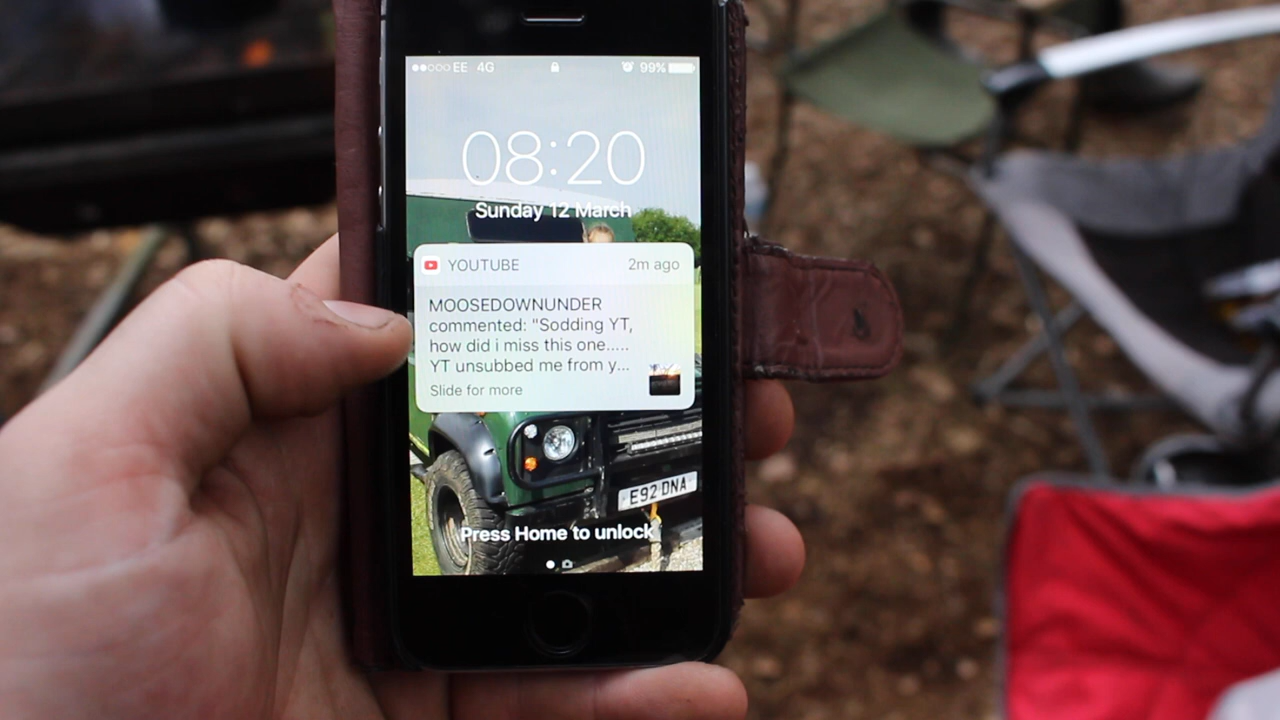 EE 4G 99%
08:20
Sunday 12 March
YOUTUBE 2m ago
MOOSEDOWNUNDER
commented: "Sodding YT,
how did i miss this one.....
YT unsubbed me from y...
Slide for more
E92 DNA
Press Home to unlock